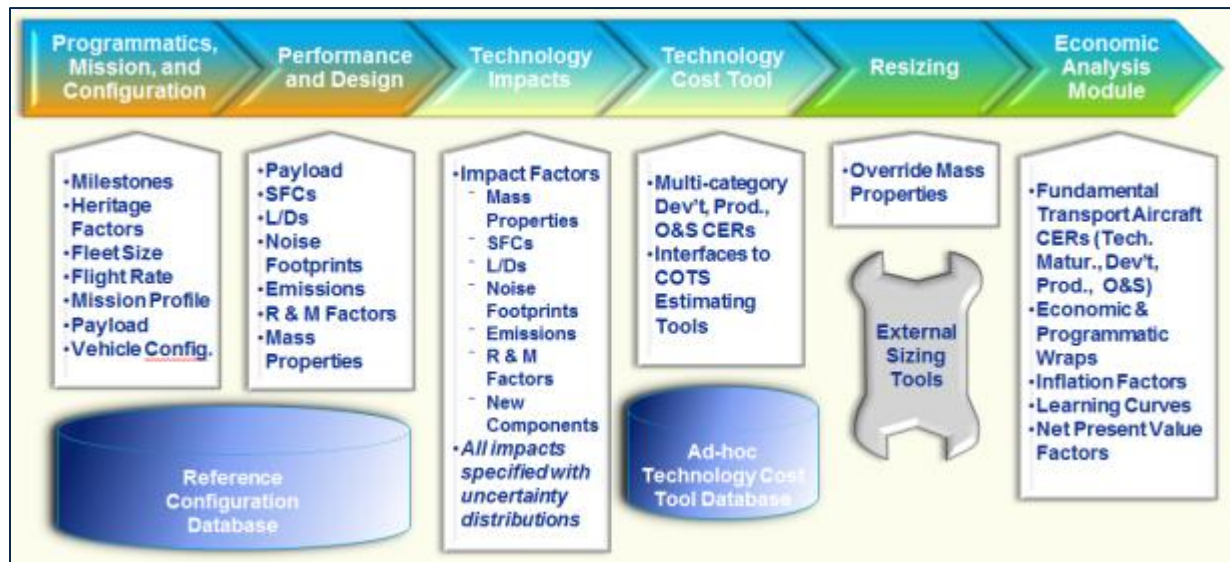 Programmatics,
Mission, and
Configuration
Performance
and Design
Technology
Impacts
Technology
Cost Tool
Resizing
Economic
Analysis
Module
•Milestones
•Heritage
Factors
•Fleet Size
•Flight Rate
•Mission Profile
•Payload
•Vehicle Config.
•Payload
•SFCs
•L/Ds
•Noise
Footprints
•Emissions
•R & M Factors
•Mass
Properties
•Impact Factors
- Mass
Properties
- SFCs
- L/Ds
- Noise
Footprints
- Emissions
- R & M
Factors
- New
Components
•All impacts
specified with
uncertainty
distributions
•Multi-category
Dev't, Prod.,
O&S CERs
•Interfaces to
COTS
Estimating
Tools
•Override Mass
Properties
•Fundamental
Transport Aircraft
CERs (Tech.
Matur., Dev't,
Prod., O&S)
•Economic &
Programmatic
Wraps
•Inflation Factors
•Learning Curves
•Net Present Value
Factors
Reference
Configuration
Database
Ad-hoc
Technology Cost
Tool Database
External
Sizing
Tools